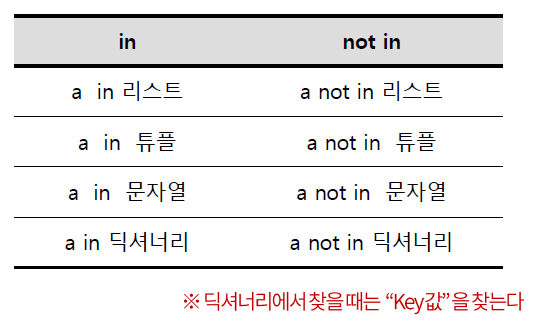 in not in
a in 리스트 a not in 리스트
a in 튜플 a not in 튜플
a in 문자열 a not in 문자열
a in 딕셔너리 a not in 딕셔너리
※ 딕셔너리에서 찾을 때는 “Key값” 을 찾는다